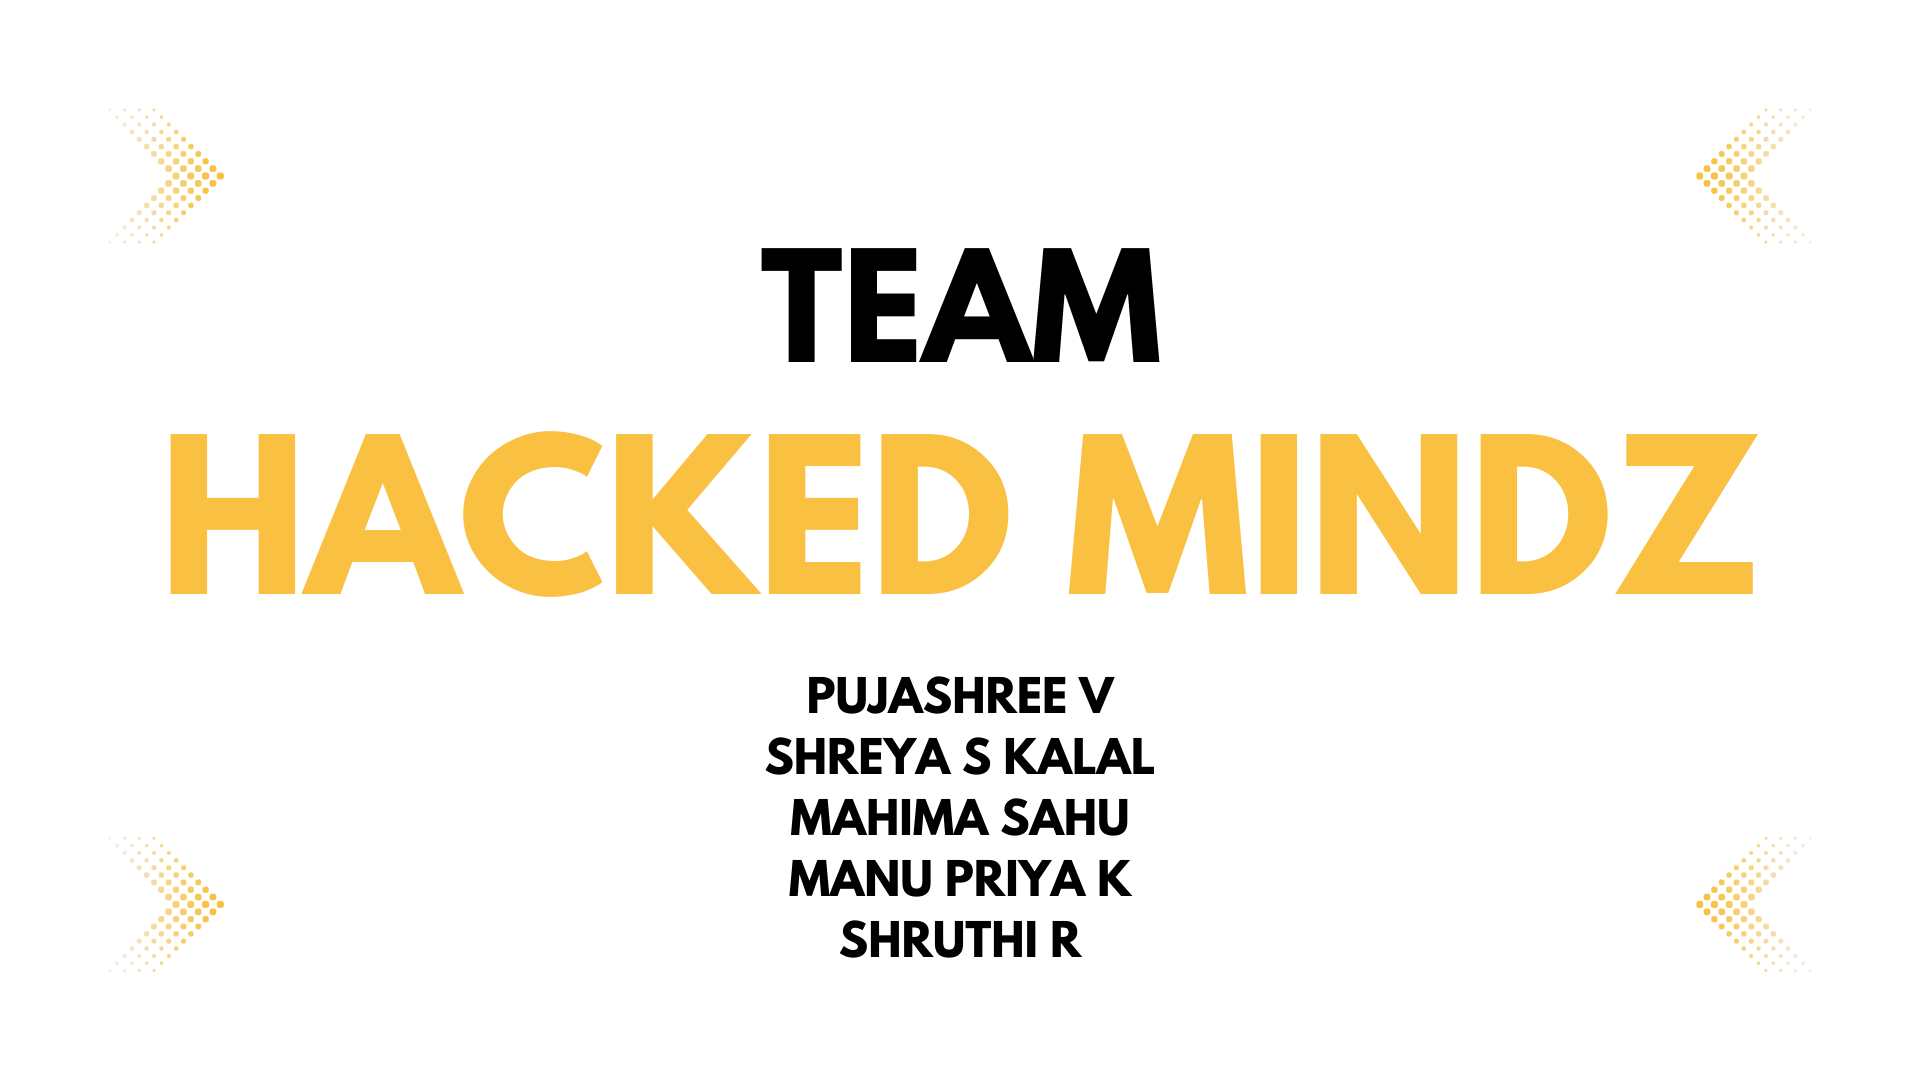 TEAM
HACKED MINDZ
PUJASHREE V
SHREYA S KALAL
MAHIMA SAHU
MANU PRIYA K
SHRUTHI R